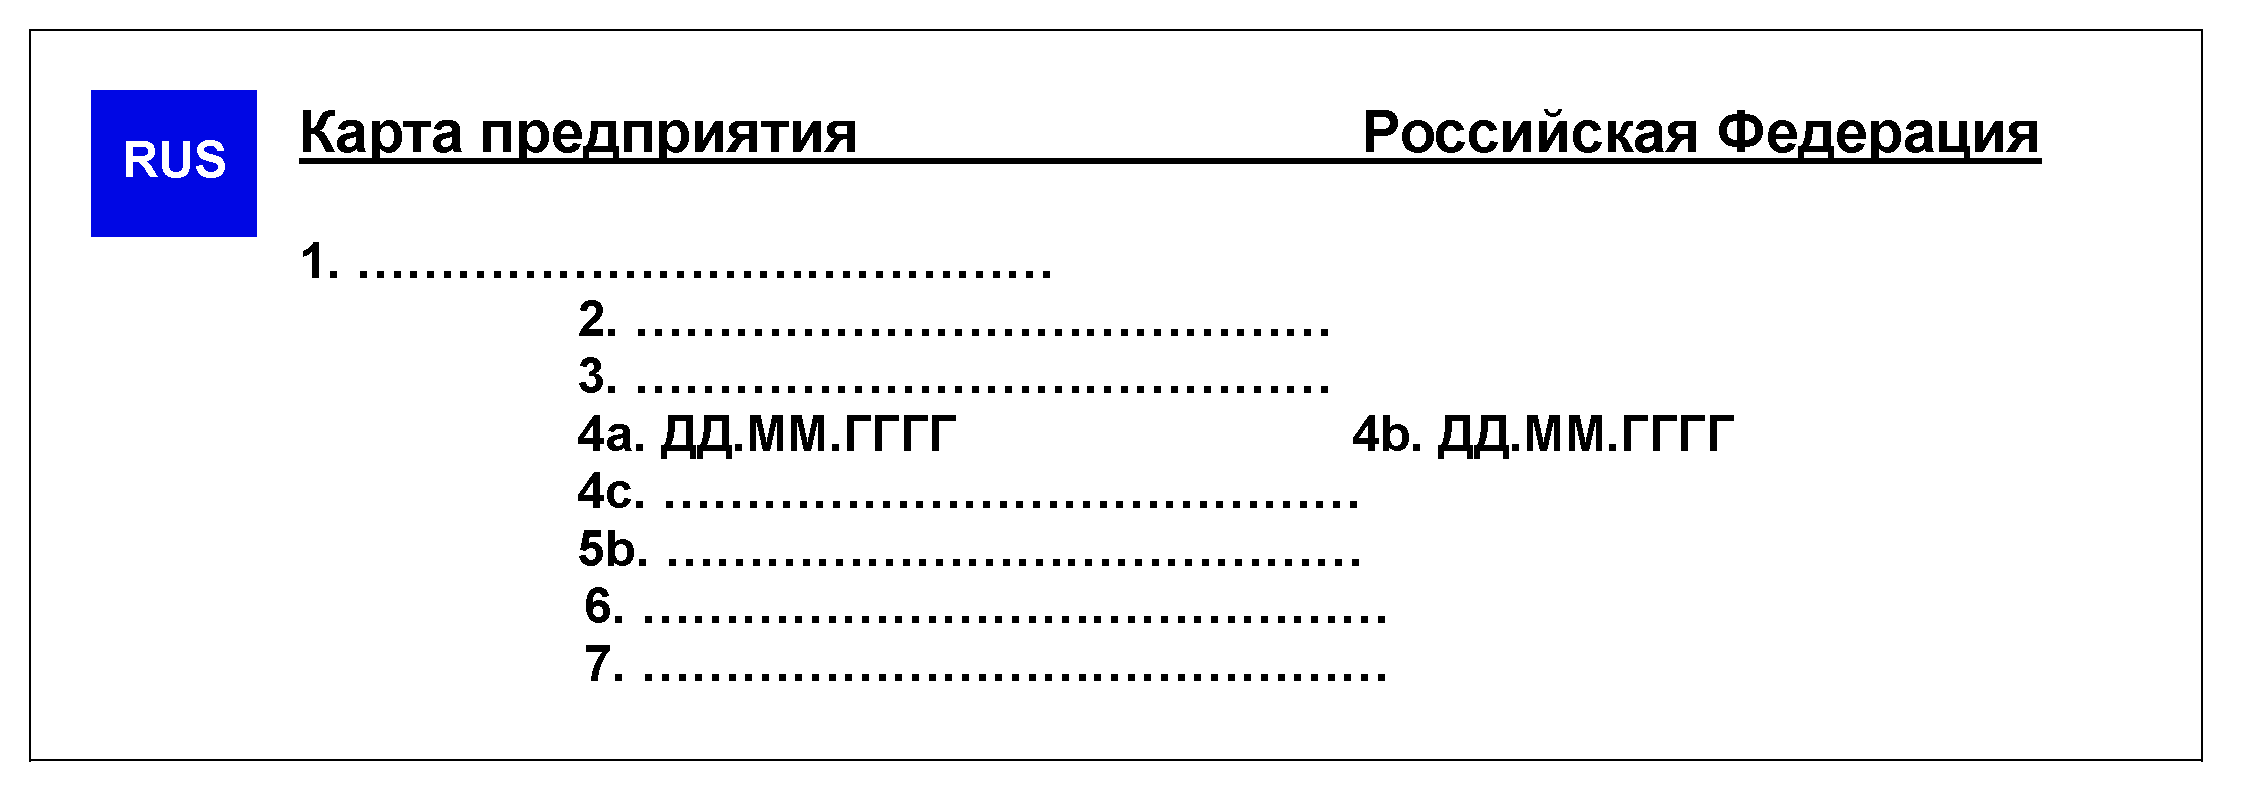 RUS
Карта предприятия Российская Федерация
1. ……………………………………
2. ……………………………………
3. ……………………………………
4a. ДД.ММ.ГГГГ 4b. ДД.ММ.ГГГГ
4c. ……………………………………
5b. ……………………………………
6. ………………………………………
7. ………………………………………